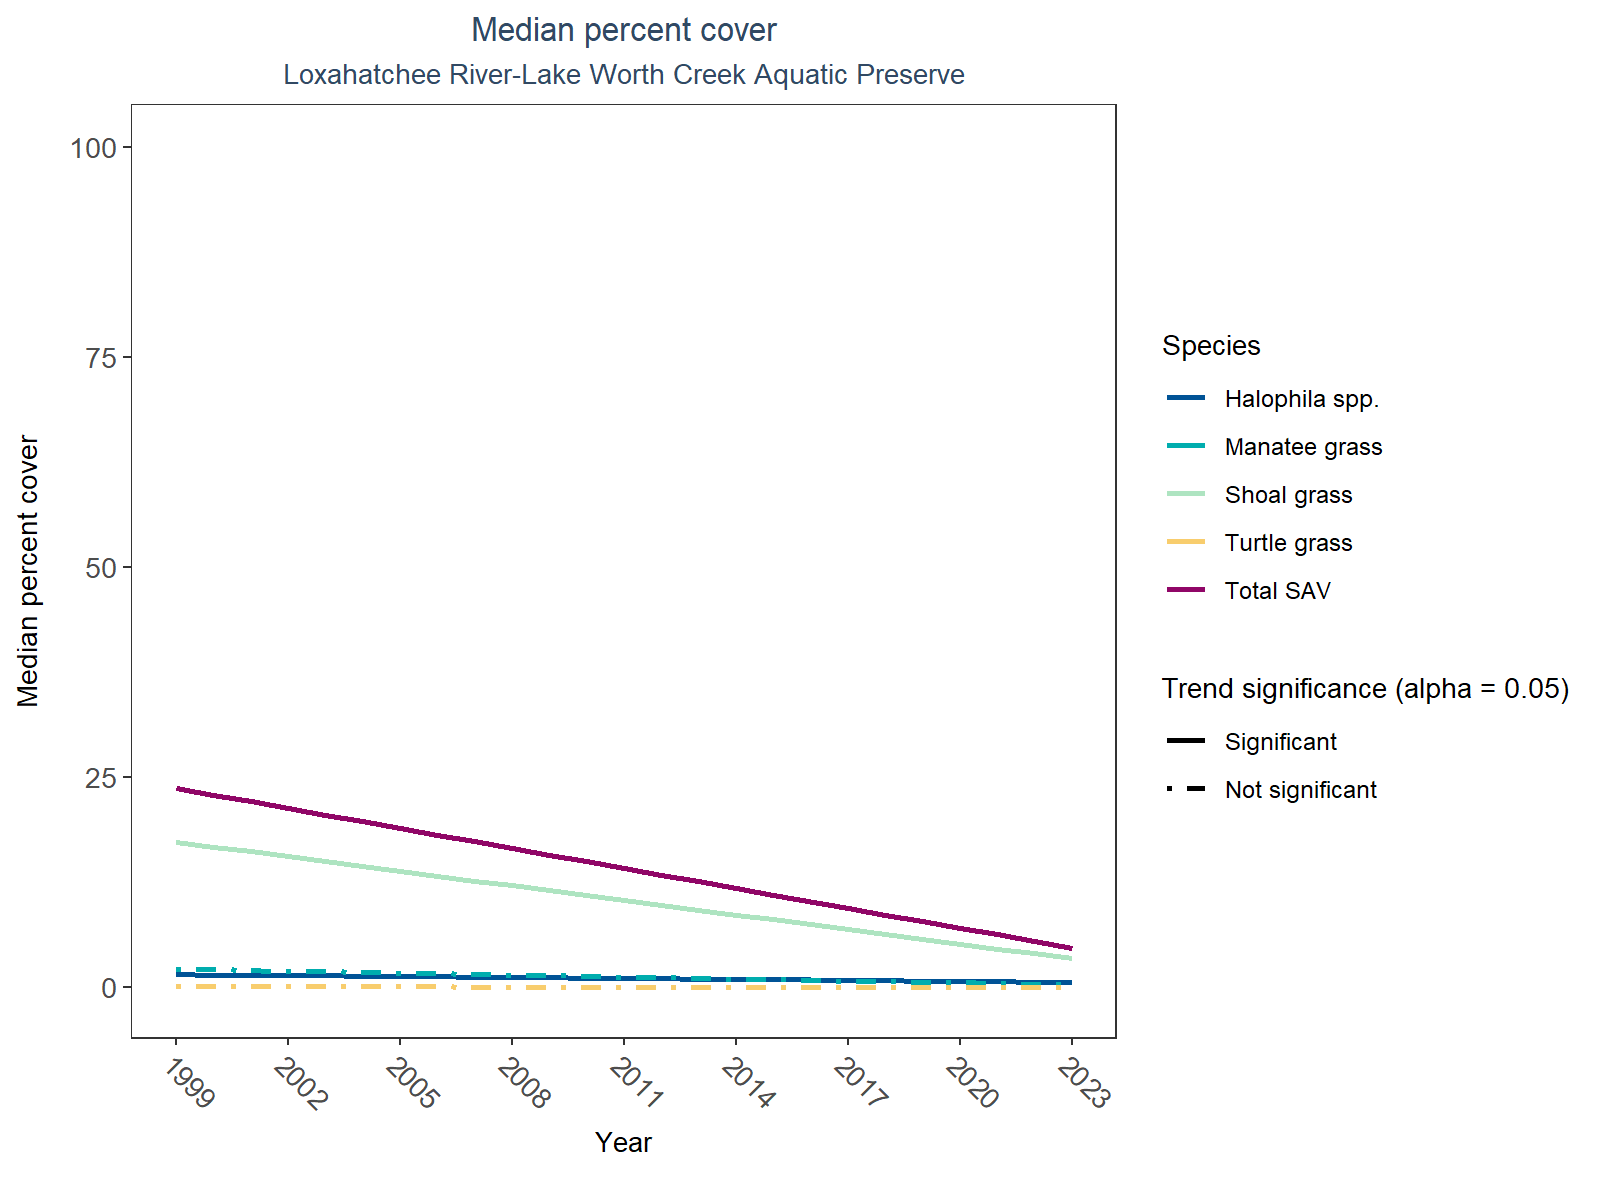 Median percent cover
Loxahatchee River-Lake Worth Creek Aquatic Preserve
Median percent cover
100
75
50
25
0
1999
2002
2005
2008
2011
2014
2017
2020
2023
Year
Species
Halophila spp.
Manatee grass
Shoal grass
Turtle grass
Total SAV
Trend significance (alpha = 0.05)
Significant
Not significant